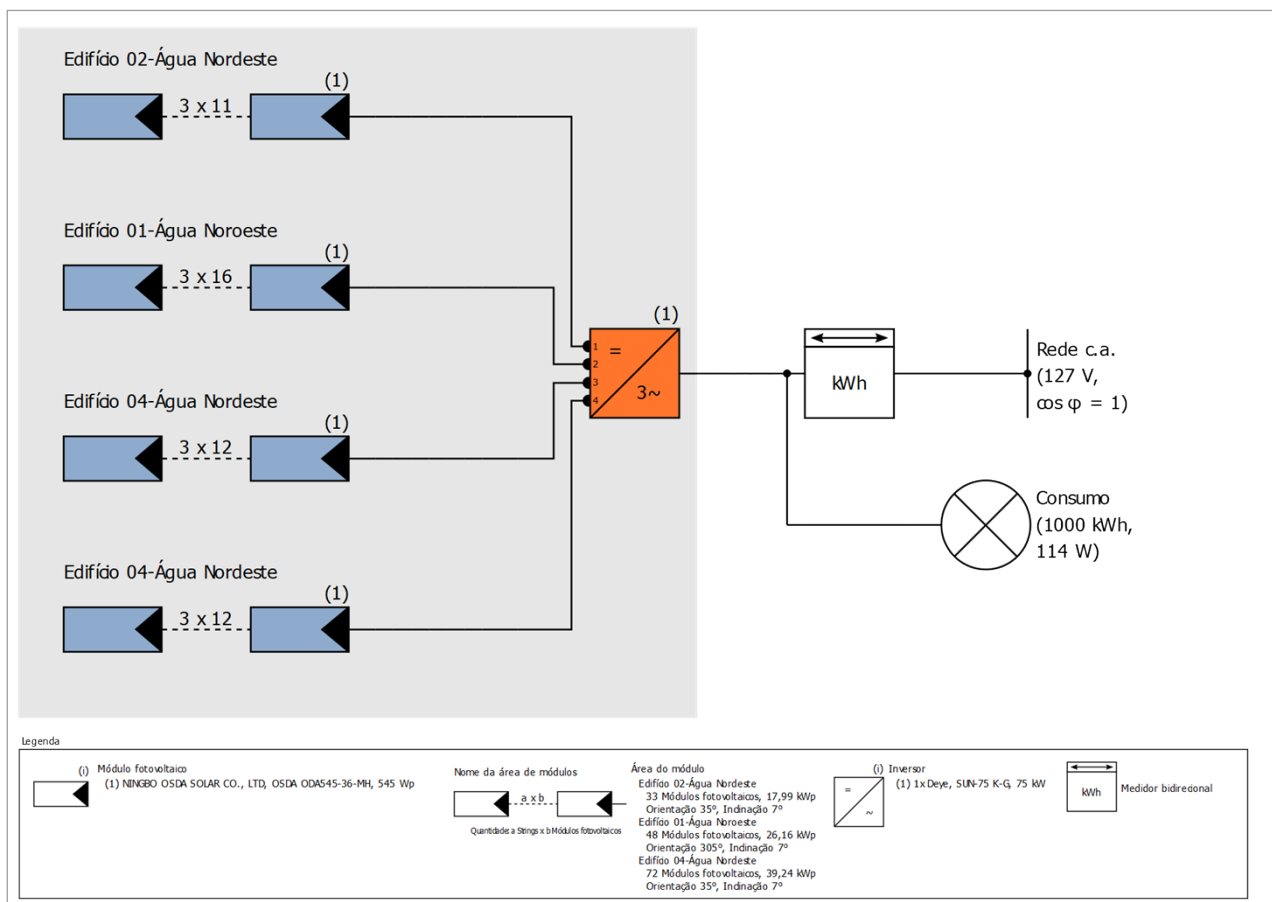 Edifício 02-Água Nordeste
(1)
3 x 11
Edifício 01-Água Noroeste
(1)
3 x 16
(1)
1
2
3
4
=
3~
kWh
Rede c.a.
(127 V,
cos φ = 1)
Edifício 04-Água Nordeste
(1)
3 x 12
Consumo
(1000 kWh,
114 W)
Edifício 04-Água Nordeste
(1)
3 x 12
Legenda
(i) Módulo fotovoltaico
(1) NINGBO OSDA SOLAR CO., LTD, OSDA ODA545-36-MH, 545 Wp
Nome da área de módulos
a x b
Quantidade: a Strings x b Módulos fotovoltaicos
Área do módulo
Edifício 02-Água Nordeste
33 Módulos fotovoltaicos, 17,99 kWp
Orientação 35°, Inclinação 7°
Edifício 01-Água Noroeste
48 Módulos fotovoltaicos, 26,16 kWp
Orientação 305°, Inclinação 7°
Edifício 04-Água Nordeste
72 Módulos fotovoltaicos, 39,24 kWp
Orientação 35°, Inclinação 7°
(i) Inversor
(1) 1x Deye, SUN-75 K-G, 75 kW
=
~
kWh
Medidor bidirecional